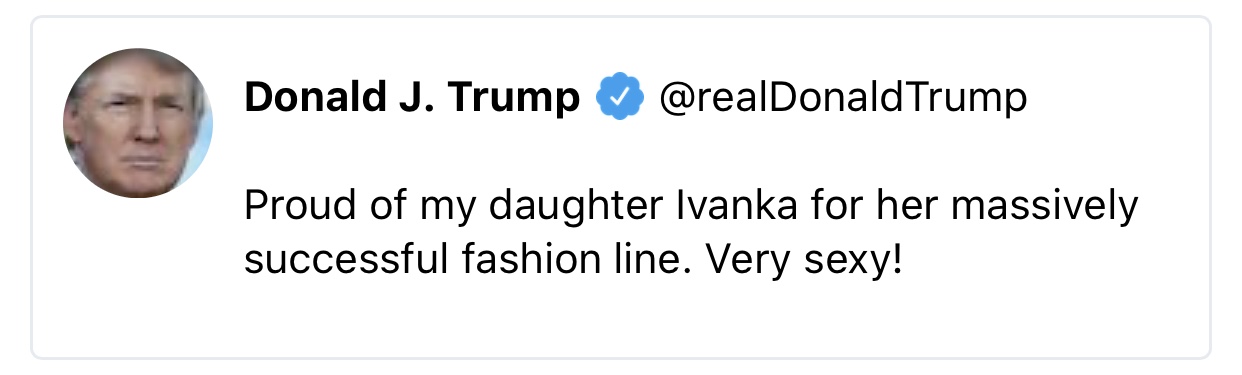 Donald J. Trump @realDonaldTrump
Proud of my daughter Ivanka for her massively
successful fashion line. Very sexy!